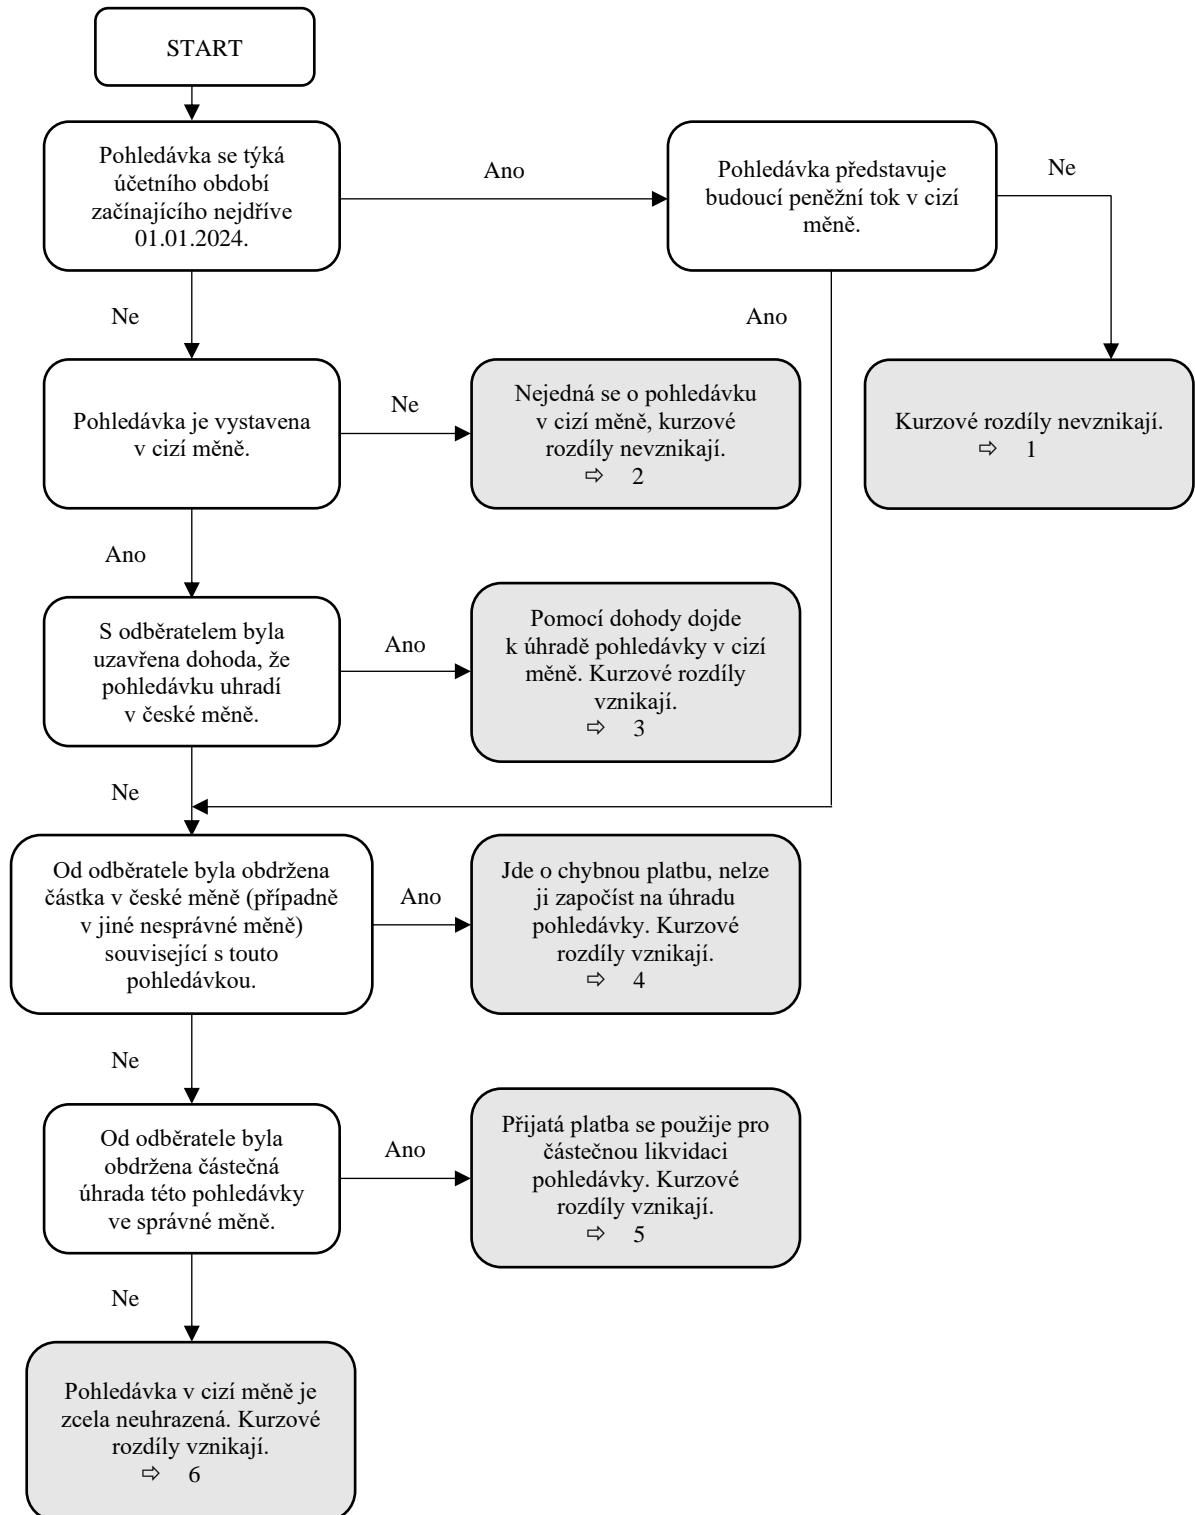 START
Pohledávka se týká
účetního období
začínajícího nejdříve
01.01.2024.
Ano
Pohledávka představuje
budoucí peněžní tok v cizí
měně.
Ne
Ne
Ano
Pohledávka je vystavena
v cizí měně.
Ne
Nejedná se o pohledávku
v cizí měně, kurzové
rozdíly nevznikají.
⇨ 2
Kurzové rozdíly nevznikají.
⇨ 1
Ano
S odběratelem byla
uzavřena dohoda, že
pohledávku uhradí
v české měně.
Ano
Pomocí dohody dojde
k úhradě pohledávky v cizí
měně. Kurzové rozdíly
vznikají.
⇨ 3
Ne
Od odběratele byla obdržena
částka v české měně (případně
v jiné nesprávné měně)
související s touto
pohledávkou.
Ano
Jde o chybnou platbu, nelze
ji započíst na úhradu
pohledávky. Kurzové
rozdíly vznikají.
⇨ 4
Ne
Od odběratele byla
obdržena částečná
úhrada této pohledávky
ve správné měně.
Ano
Přijatá platba se použije pro
částečnou likvidaci
pohledávky. Kurzové
rozdíly vznikají.
⇨ 5
Ne
Pohledávka v cizí měně je
zcela neuhrazená. Kurzové
rozdíly vznikají.
⇨ 6